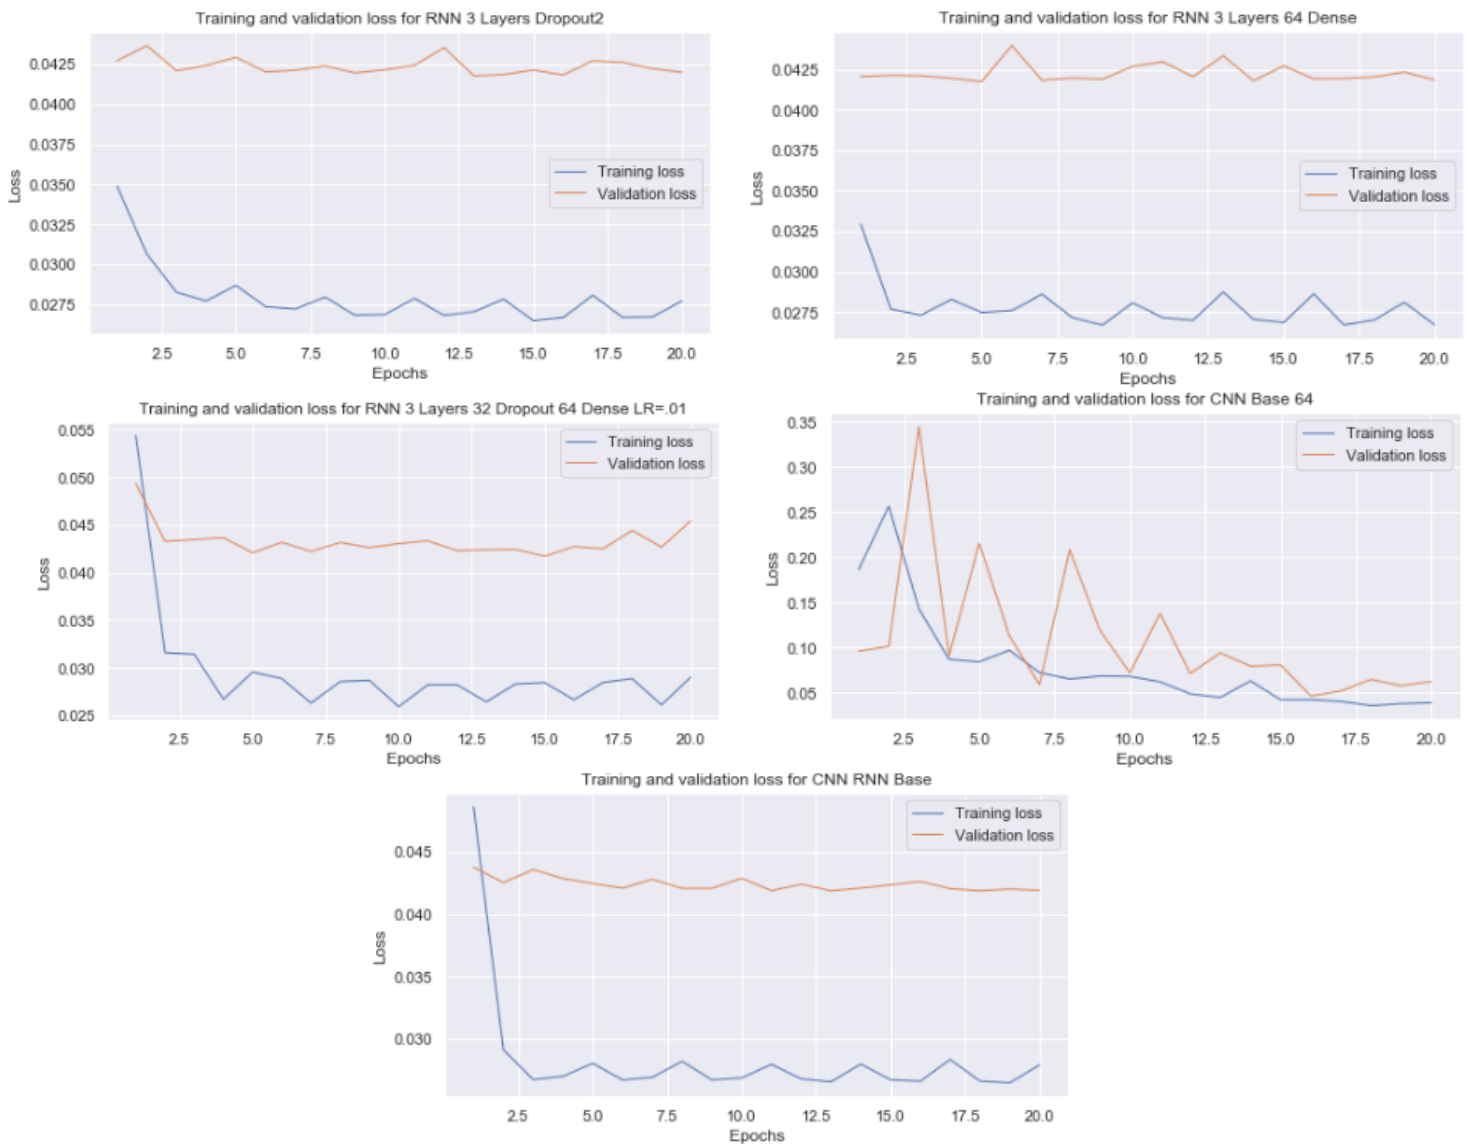 Training and validation loss for RNN 3 Layers Dropout2
0.0425
0.0400
0.0375
0.0350
0.0325
0.0300
0.0275
Loss
Training loss
Validation loss
2.5 5.0 7.5 10.0 12.5 15.0 17.5 20.0
Epochs
Training and validation loss for RNN 3 Layers 64 Dense
0.0425
0.0400
0.0375
0.0350
0.0325
0.0300
0.0275
Loss
Training loss
Validation loss
2.5 5.0 7.5 10.0 12.5 15.0 17.5 20.0
Epochs
Training and validation loss for RNN 3 Layers 32 Dropout 64 Dense LR=.01
0.055
0.050
0.045
0.040
0.035
0.030
0.025
Loss
Training loss
Validation loss
2.5 5.0 7.5 10.0 12.5 15.0 17.5 20.0
Epochs
Training and validation loss for CNN Base 64
0.35
0.30
0.25
0.20
0.15
0.10
0.05
Loss
Training loss
Validation loss
2.5 5.0 7.5 10.0 12.5 15.0 17.5 20.0
Epochs
Training and validation loss for CNN RNN Base
0.045
0.040
0.035
0.030
Loss
Training loss
Validation loss
2.5 5.0 7.5 10.0 12.5 15.0 17.5 20.0
Epochs